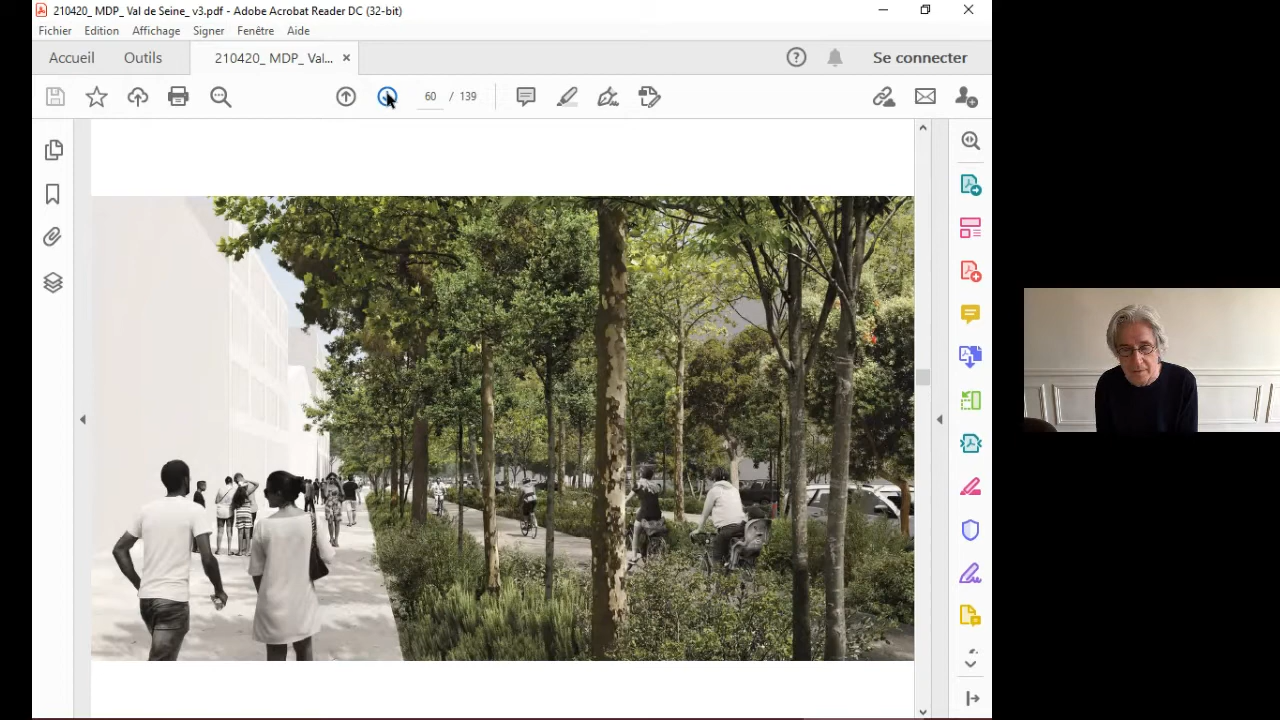 210420_ MDP_ Val de Seine_ v3.pdf - Adobe Acrobat Reader DC (32-bit)
Fichier Edition Affichage Signer Fenêtre Aide
Accueil Outils 210420_ MDP_ Val... × Se connecter
60 / 139